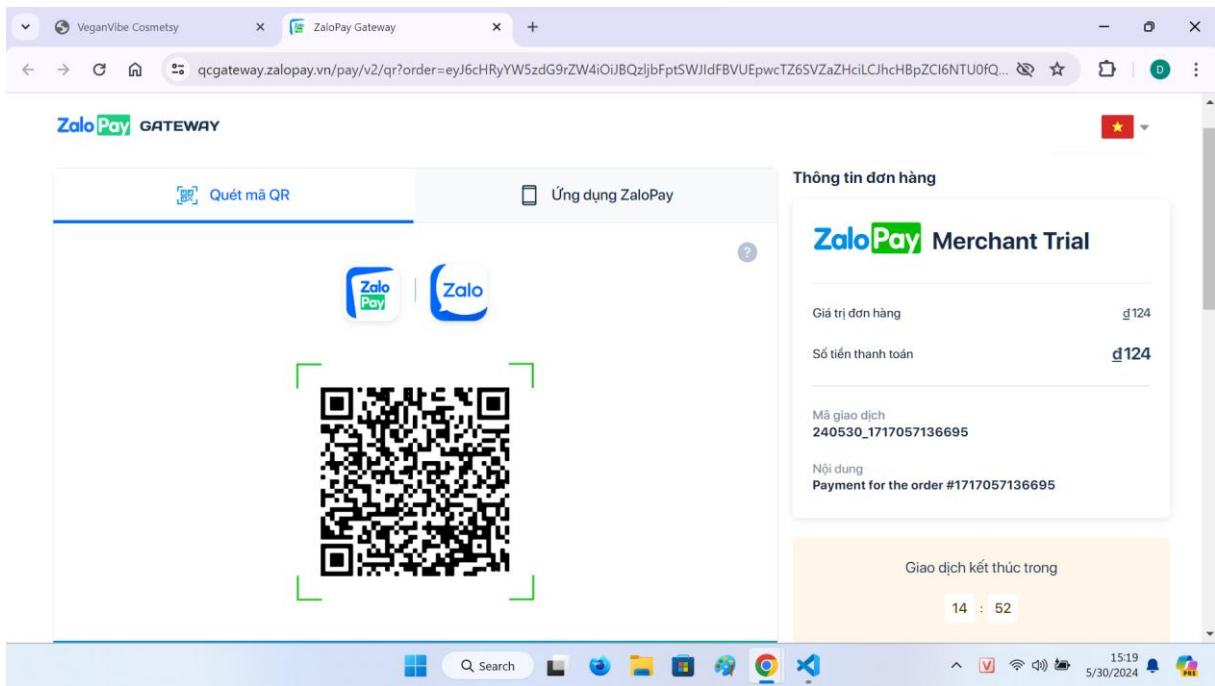 VeganVibe Cosmetsy
ZaloPay Gateway
qcgateway.zalopay.vn/pay/v2/qr?order=eyJ6cHRyYW5zdG9rZW4iOiJBQzljbFptSWJIdFBVUEpwcTZ6SVZaZHciLCJhcHBpZCI6NTU0fQ...
D
ZaloPay GATEWAY
Quét mã QR
Ứng dụng ZaloPay
?
Zalo Pay
Zalo
Thông tin đơn hàng
ZaloPay Merchant Trial
Giá trị đơn hàng
₫124
Số tiền thanh toán
₫124
Mã giao dịch
240530_1717057136695
Nội dung
Payment for the order #1717057136695
Giao dịch kết thúc trong
14 : 52
Search
V
15:19
5/30/2024
PRE